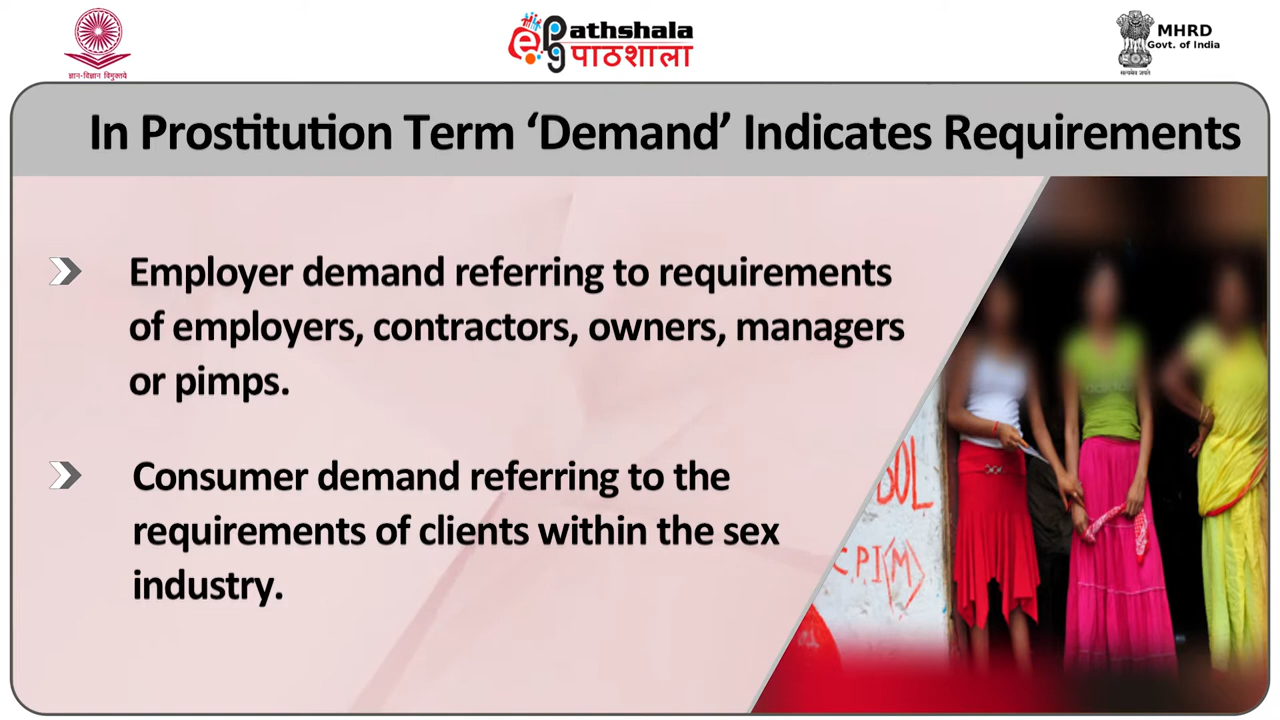 ज्ञान-विज्ञान विमुक्तये
ePG athshala
पाठशाला
MHRD
Govt. of India
सत्यमेव जयते
In Prostitution Term ‘Demand’ Indicates Requirements
Employer demand referring to requirements
of employers, contractors, owners, managers
or pimps.
Consumer demand referring to the
requirements of clients within the sex
industry.
C.PI(M)